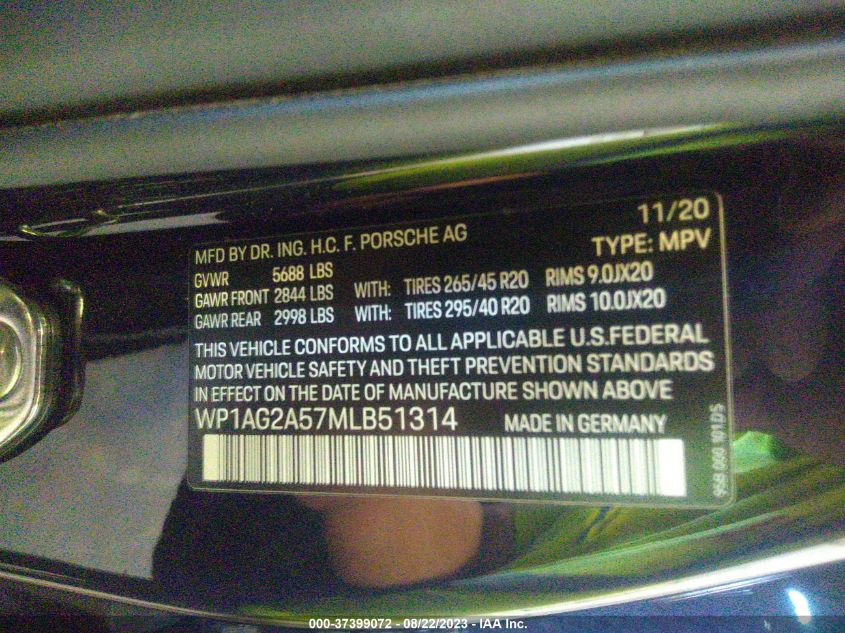 11/20
MFD BY DR. ING. H.C. F. PORSCHE AG TYPE: MPV
GVWR 5688 LBS
GAWR FRONT 2844 LBS WITH: TIRES 265/45 R20 RIMS 9.0JX20
GAWR REAR 2998 LBS WITH: TIRES 295/40 R20 RIMS 10.0JX20
THIS VEHICLE CONFORMS TO ALL APPLICABLE U.S.FEDERAL
MOTOR VEHICLE SAFETY AND THEFT PREVENTION STANDARDS
IN EFFECT ON THE DATE OF MANUFACTURE SHOWN ABOVE
WP1AG2A57MLB51314 MADE IN GERMANY
000-37399072 - 08/22/2023 - IAA Inc.